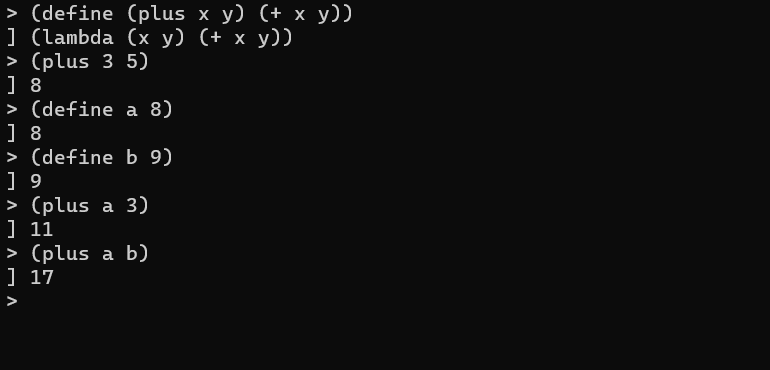 > (define (plus x y) (+ x y))
] (lambda (x y) (+ x y))
> (plus 3 5)
] 8
> (define a 8)
] 8
> (define b 9)
] 9
> (plus a 3)
] 11
> (plus a b)
] 17
>